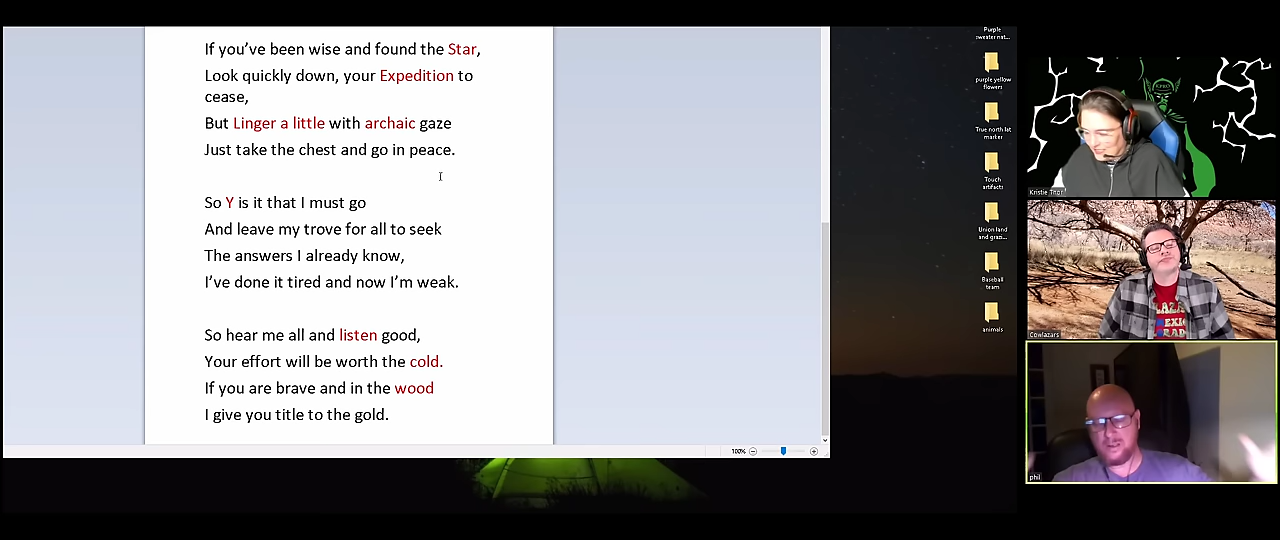 If you've been wise and found the Star,
Look quickly down, your Expedition to
cease,
But Linger a little with archaic gaze
Just take the chest and go in peace.
So Y is it that I must go
And leave my trove for all to seek
The answers I already know,
I've done it tired and now I'm weak.
So hear me all and listen good,
Your effort will be worth the cold.
If you are brave and in the wood
I give you title to the gold.
100%
Purple
sweater nat...
purple yellow
flowers
True north lat
marker
Touch
artifacts
Union land
and grazi...
Baseball
team
animals
Kristie Thor
Cowlazars
phil